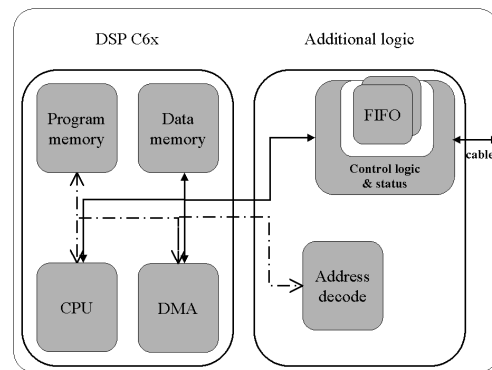 DSP C6x
Additional logic
Program
memory
Data
memory
FIFO
Control logic
& status
cable
CPU
DMA
Address
decode